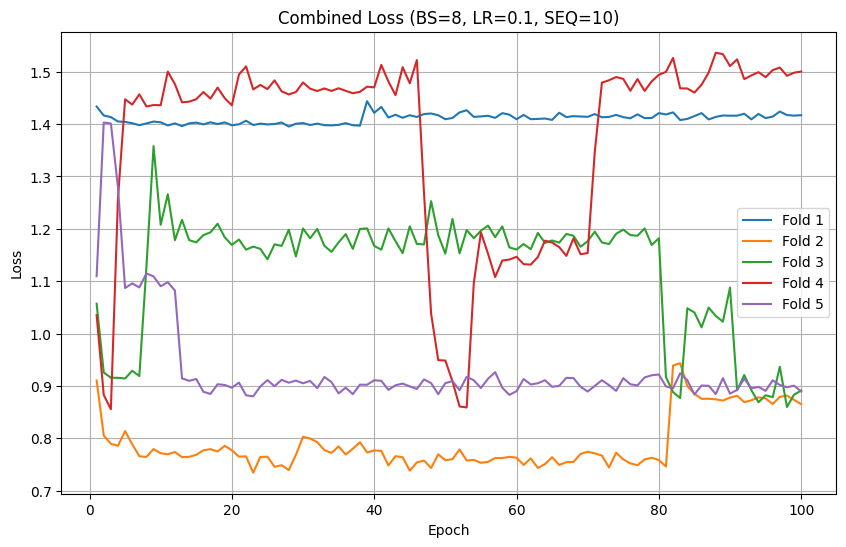 Combined Loss (BS=8, LR=0.1, SEQ=10)
Loss
1.5
1.4
1.3
1.2
1.1
1.0
0.9
0.8
0.7
Fold 1
Fold 2
Fold 3
Fold 4
Fold 5
0
20
40
60
80
100
Epoch